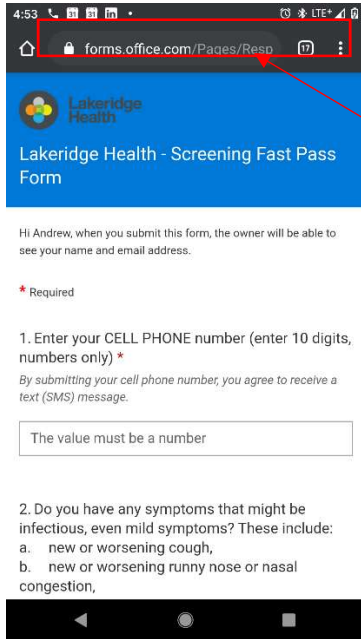 4:53 31 31 in LTE+
forms.office.com/Pages/Resp 17
Lakeridge
Health
Lakeridge Health - Screening Fast Pass
Form
Hi Andrew, when you submit this form, the owner will be able to
see your name and email address.
* Required
1. Enter your CELL PHONE number (enter 10 digits,
numbers only) *
By submitting your cell phone number, you agree to receive a
text (SMS) message.
The value must be a number
2. Do you have any symptoms that might be
infectious, even mild symptoms? These include:
a. new or worsening cough,
b. new or worsening runny nose or nasal
congestion,